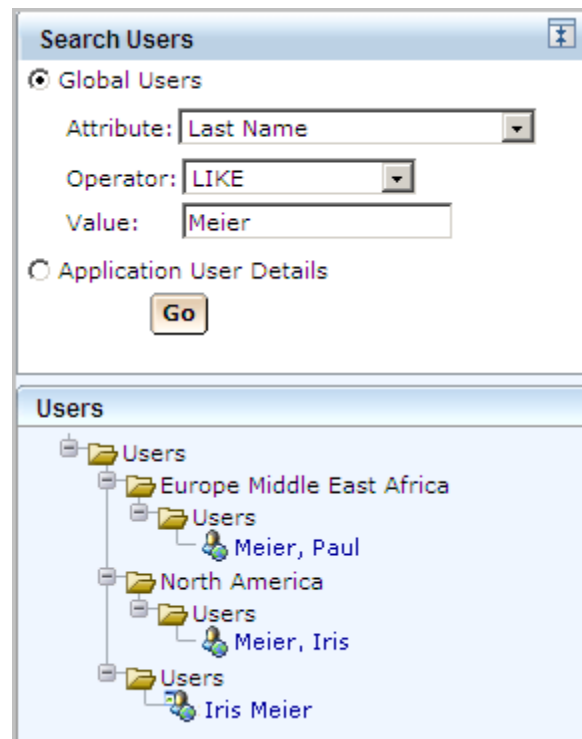 Search Users
Global Users
Attribute: Last Name
Operator: LIKE
Value: Meier
Application User Details
Go
Users
Users
Europe Middle East Africa
Users
Meier, Paul
North America
Users
Meier, Iris
Users
Iris Meier